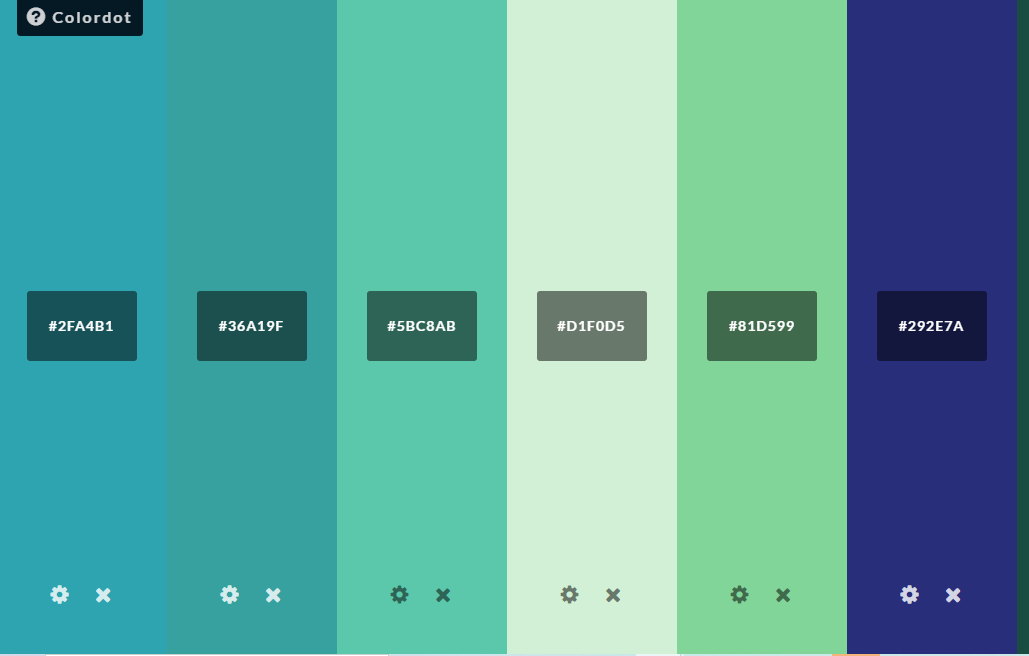 Colordot
#2FA4B1
#36A19F
#5BC8AB
#D1F0D5
#81D599
#292E7A